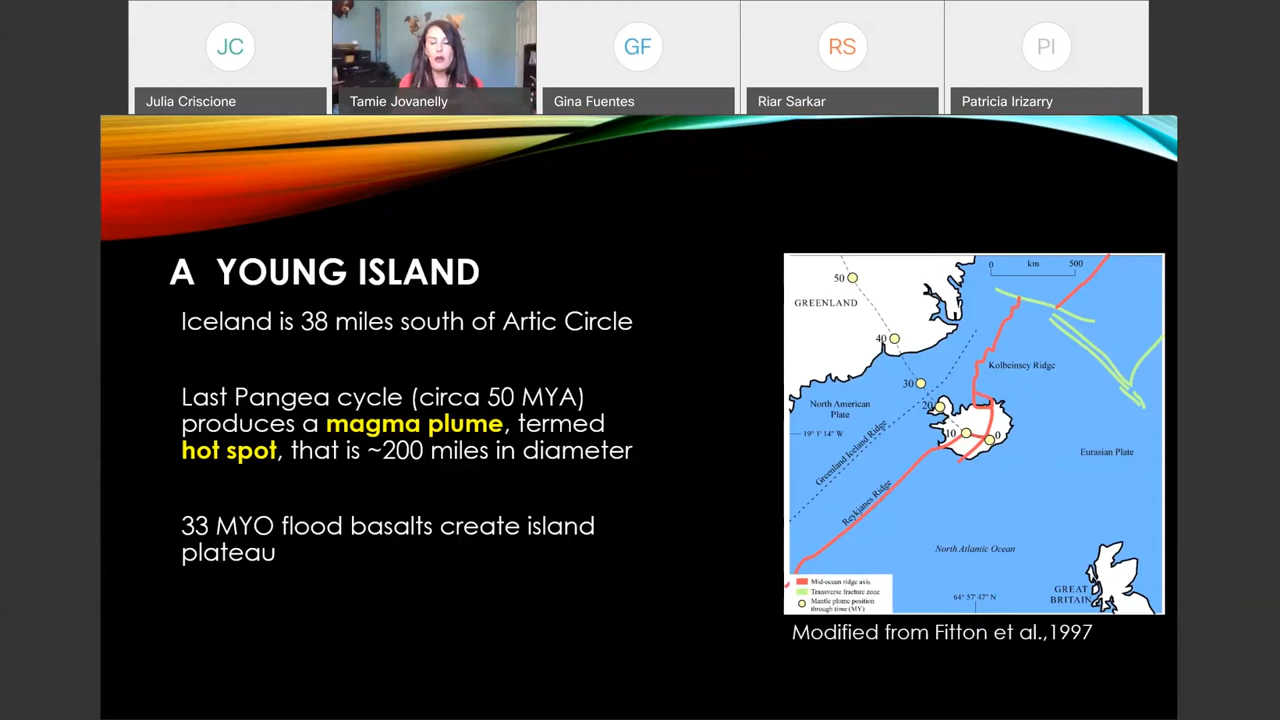 JC
GF
RS
PI
Julia Criscione
Tamie Jovanelly
Gina Fuentes
Riar Sarkar
Patricia Irizarry
A YOUNG ISLAND
Iceland is 38 miles south of Artic Circle
Last Pangea cycle (circa 50 MYA)
produces a magma plume, termed
hot spot, that is ~200 miles in diameter
33 MYO flood basalts create island
plateau
0 km 500
50
GREENLAND
40
Kolbeinsey Ridge
30
North American
Plate
20
19° 1' 14" W
10
0
Greenland Iceland Ridge
Eurasian Plate
Reykjanes Ridge
North Atlantic Ocean
Mid-ocean ridge axis
Transverse fracture zone
Mantle plume position
through time (MY)
64° 57' 47" N
GREAT
BRITAIN
Modified from Fitton et al.,1997